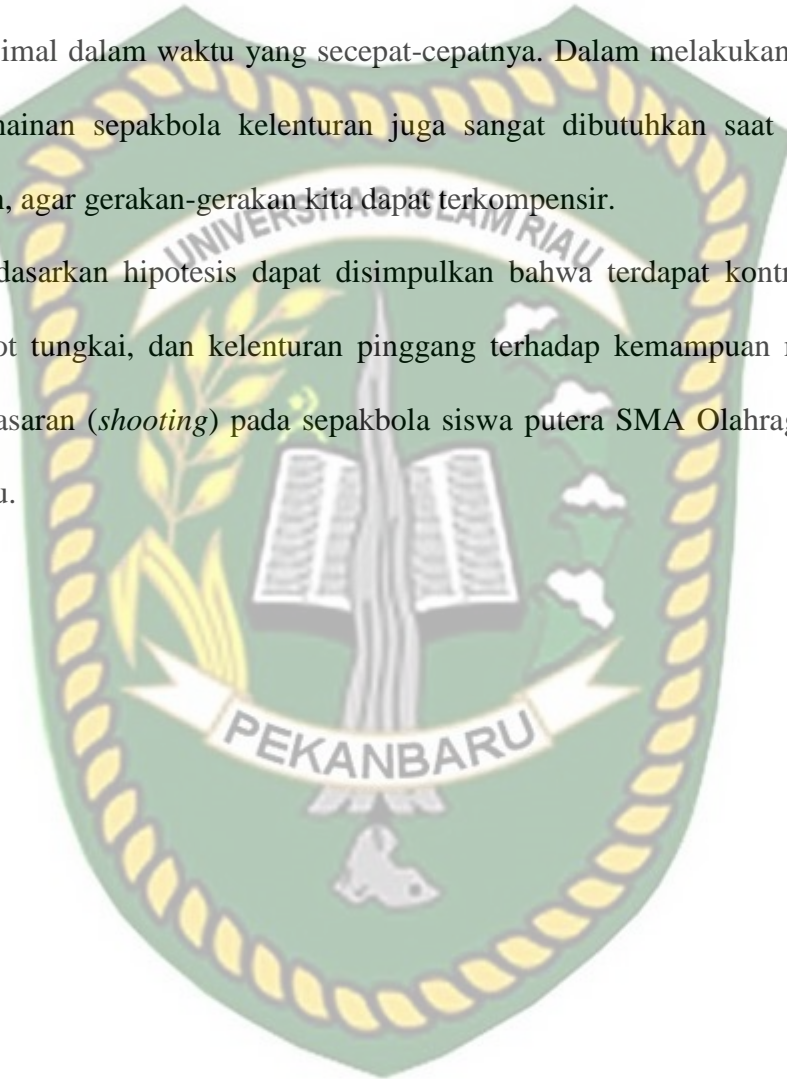 imal dalam waktu yang secepat-cepatnya. Dalam melakukan
ainan sepakbola kelenturan juga sangat dibutuhkan saat
n, agar gerakan-gerakan kita dapat terkompensir.
UNIVERSITAS ISLAM RIAU
dasarkan hipotesis dapat disimpulkan bahwa terdapat kontr
ot tungkai, dan kelenturan pinggang terhadap kemampuan
asaran (shooting) pada sepakbola siswa putera SMA Olahrag
u.
PEKANBARU